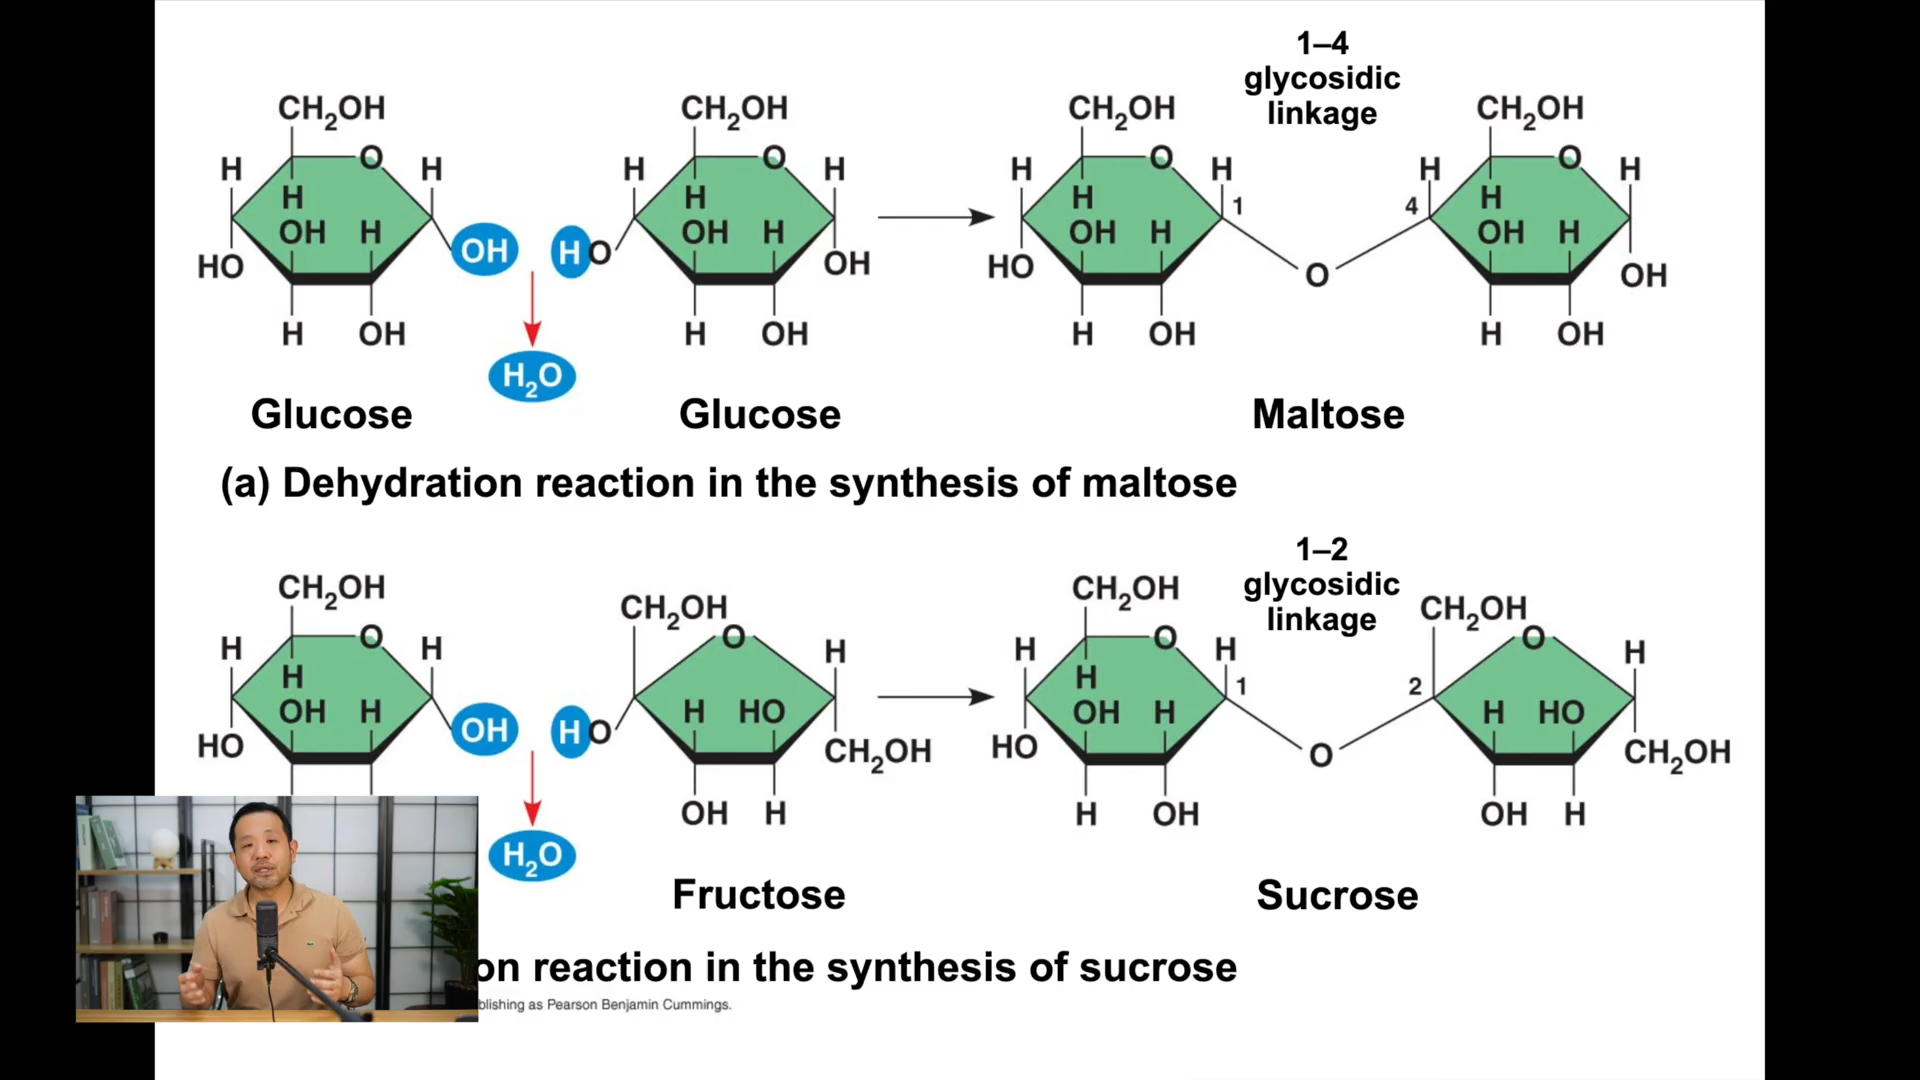 1–4
glycosidic
linkage
CH2OH CH2OH CH2OH CH2OH
H O H H O H H O H H O H
H H H 1 4 H
OH H OH H OH H OH H
HO OH HO OH HO O OH
H OH H OH H OH H OH
H2O
Glucose Glucose Maltose
(a) Dehydration reaction in the synthesis of maltose
1–2
glycosidic
linkage
CH2OH CH2OH CH2OH CH2OH
H O H O H H O H O H
H H 1 2
OH H H HO OH H H HO
HO OH HO CH2OH HO O CH2OH
OH H H OH OH H
H2O
Fructose Sucrose
on reaction in the synthesis of sucrose
blishing as Pearson Benjamin Cummings.